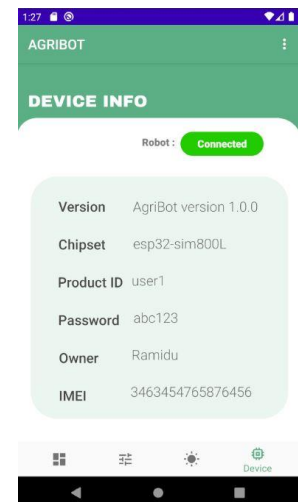 1:27
AGRIBOT
DEVICE INFO
Robot : Connected
Version AgriBot version 1.0.0
Chipset esp32-sim800L
Product ID user1
Password abc123
Owner Ramidu
IMEI 3463454765876456
Device